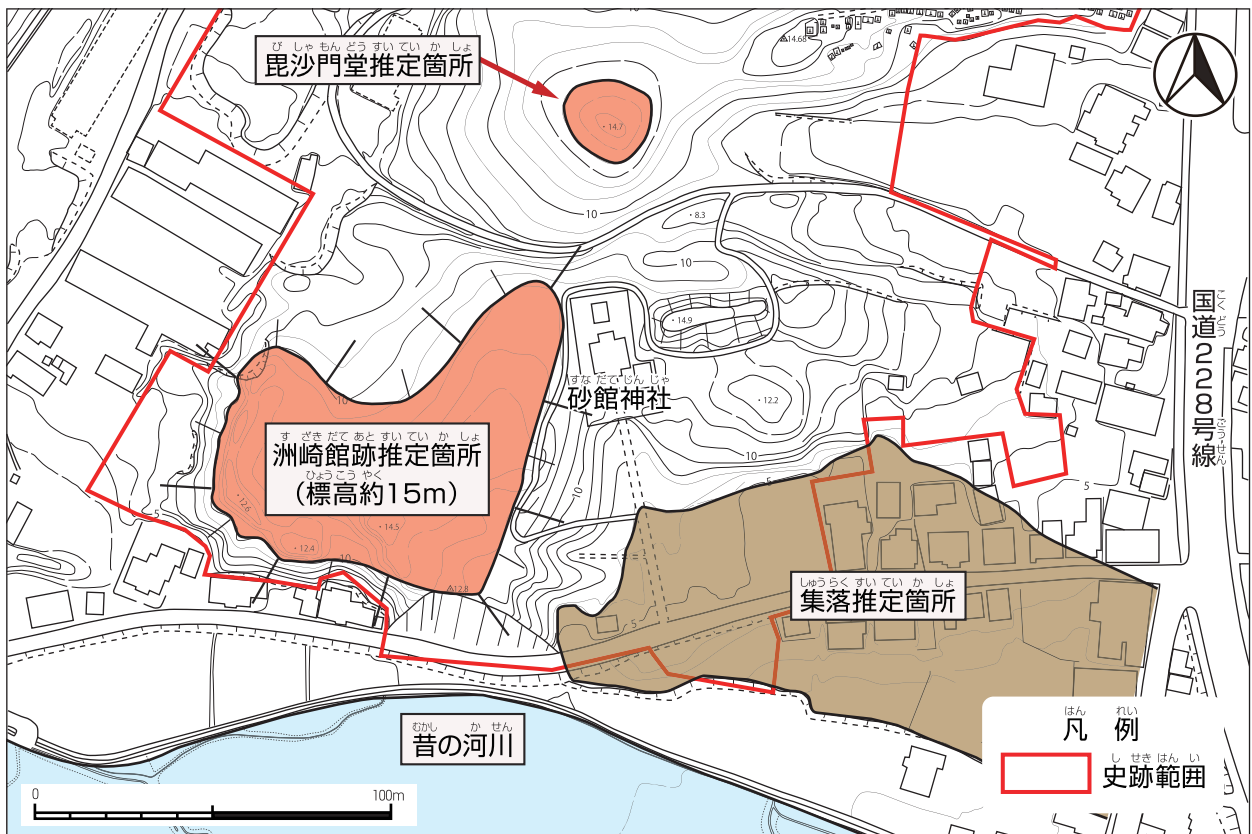 びしゃもんどうすいていかしょ
毘沙門堂推定箇所
14.68
10
14.7
10
8.3
10
14.9
国道228号線
こくどう
ごうせん
すなだてじんじゃ
砂館神社
12.2
10
10
すざきだてあとすいていかしょ
洲崎館跡推定箇所
ひょうこうやく
(標高約15m)
12.6
14.5
12.4
10
12.8
10
5
5
5
しゅうらくすいていかしょ
集落推定箇所
むかし かせん
昔の河川
はん れい
凡 例
しせきはんい
史跡範囲
0 100m